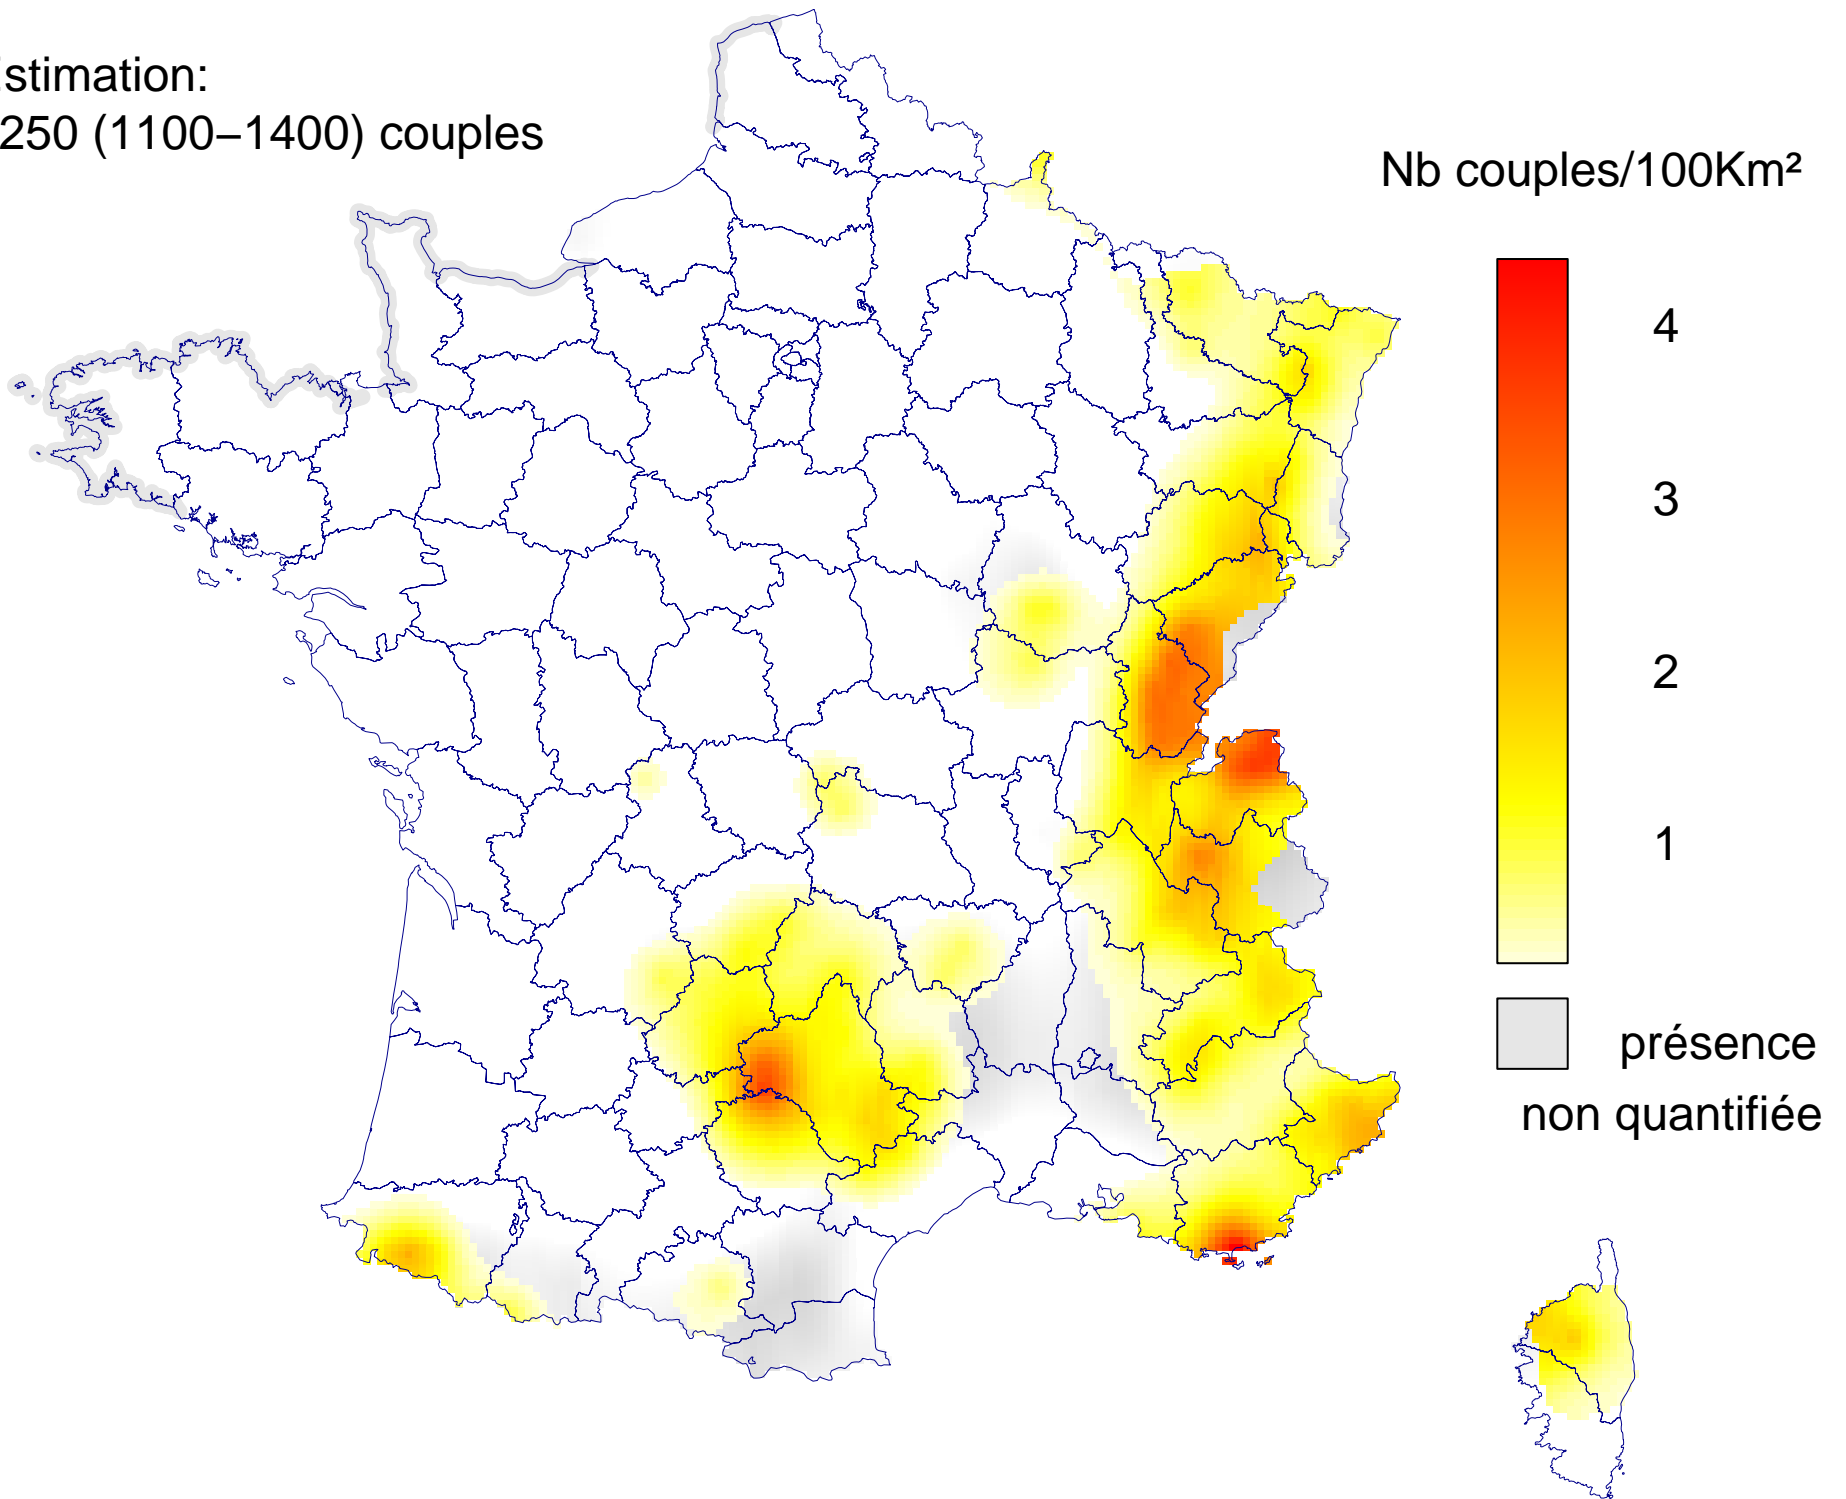 stimation:
250 (1100–1400) couples
Nb couples/100Km²
4
3
2
1
présence
non quantifiée